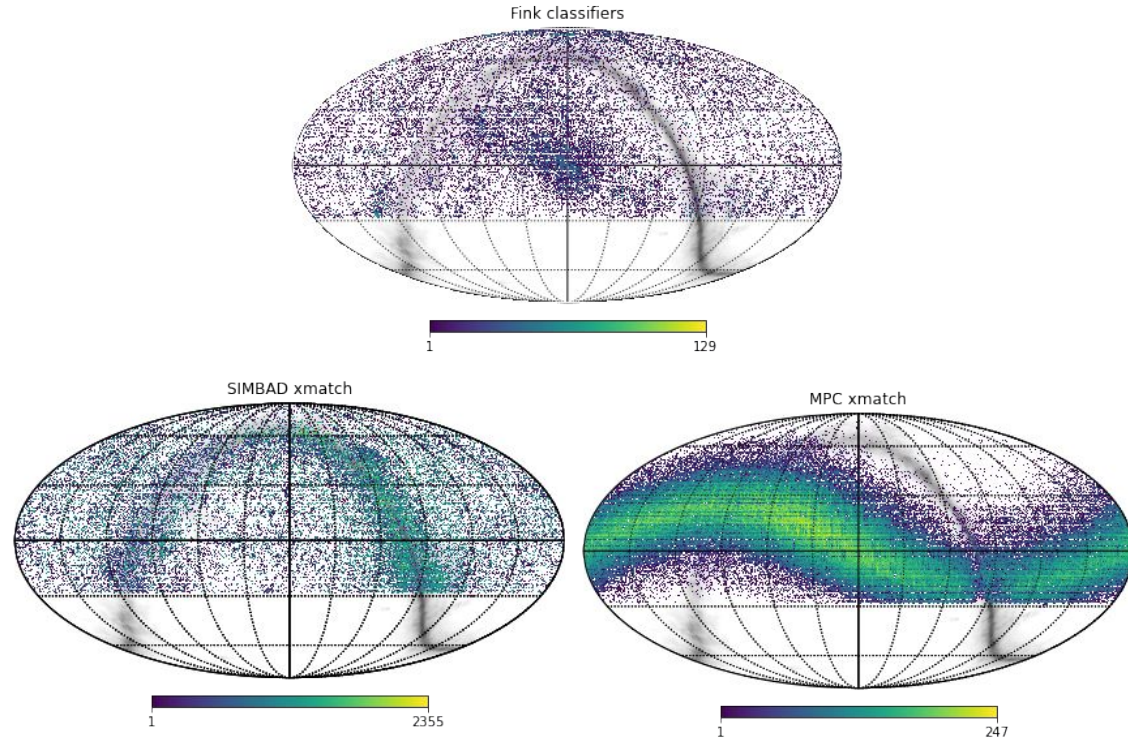 Fink classifiers
1
129
SIMBAD xmatch
MPC xmatch
1
2355
1
247